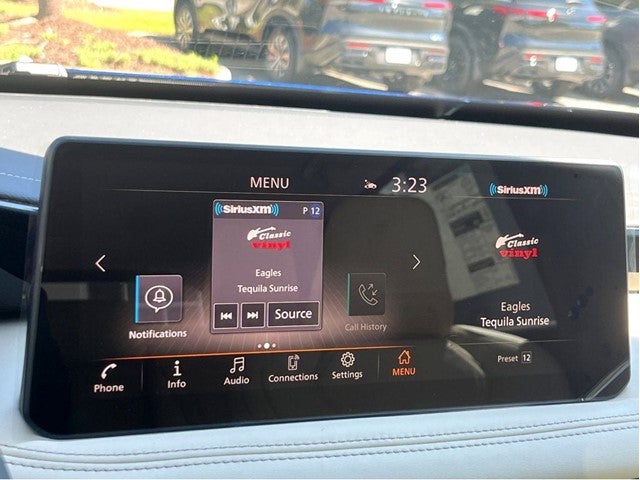 MENU
3:23
((SiriusXM))
((SiriusXM))
P 12
Classic
vinyl
Eagles
Tequila Sunrise
Source
Notifications
Call History
Classic
vinyl
Eagles
Tequila Sunrise
Preset 12
Phone
Info
Audio
Connections
Settings
MENU